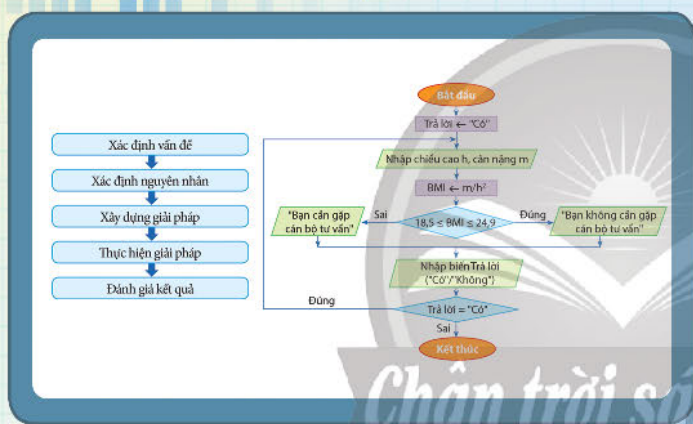 Xác định vấn đề
Xác định nguyên nhân
Xây dựng giải pháp
Thực hiện giải pháp
Đánh giá kết quả
Bắt đầu
Trả lời ← "Có"
Nhập chiều cao h, cân nặng m
BMI ← m/h²
18,5 ≤ BMI ≤ 24,9
Sai
Đúng
"Bạn cần gặp
cán bộ tư vấn"
"Bạn không cần gặp
cán bộ tư vấn"
Nhập biến Trả lời
("Có"/"Không")
Trả lời = "Có"
Đúng
Sai
Kết thúc
Chân trời sá